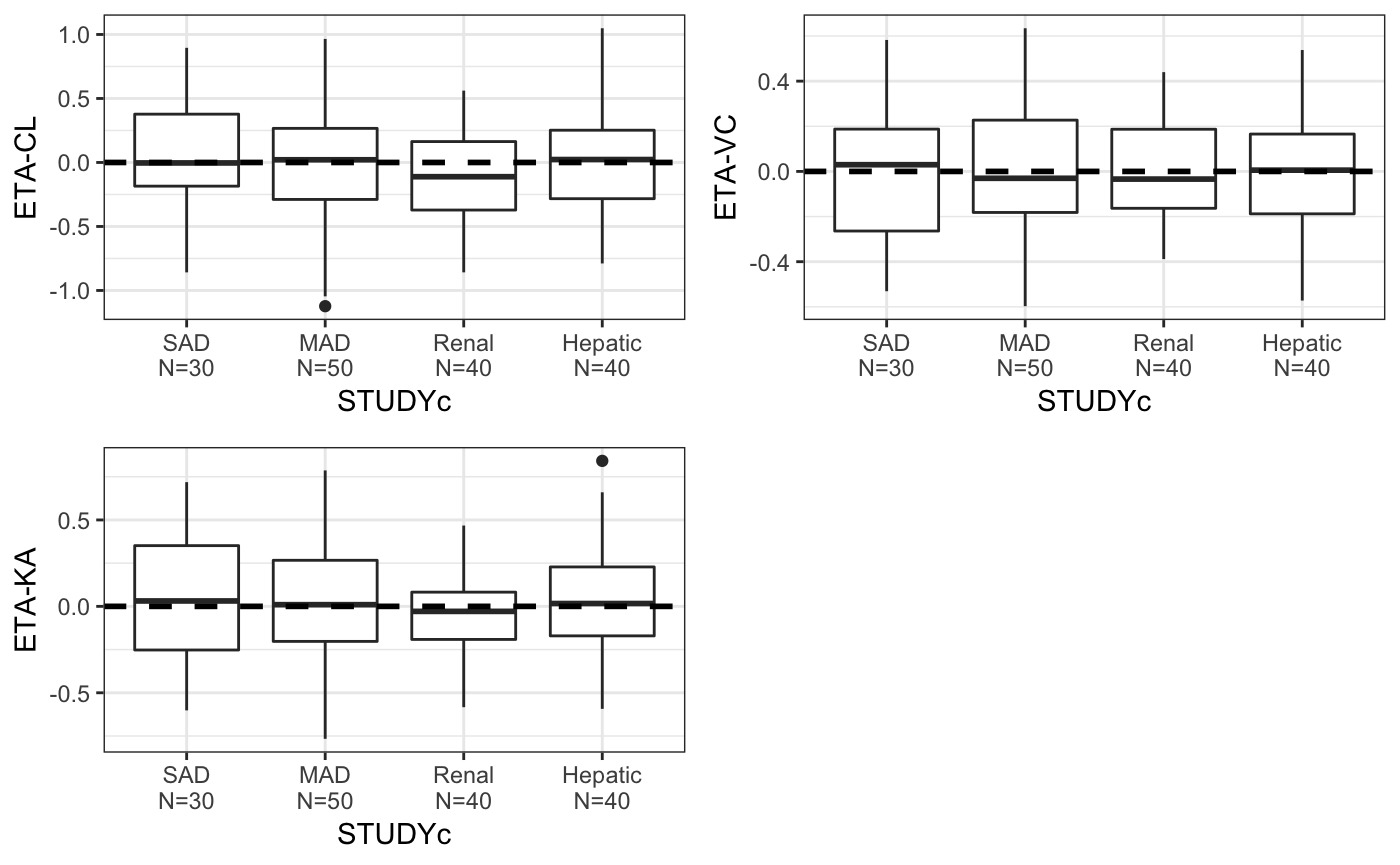 ETA-CL
1.0
0.5
0.0
-0.5
-1.0
SAD MAD Renal Hepatic
N=30 N=50 N=40 N=40
STUDYc
ETA-VC
0.4
0.0
-0.4
SAD MAD Renal Hepatic
N=30 N=50 N=40 N=40
STUDYc
ETA-KA
0.5
0.0
-0.5
SAD MAD Renal Hepatic
N=30 N=50 N=40 N=40
STUDYc